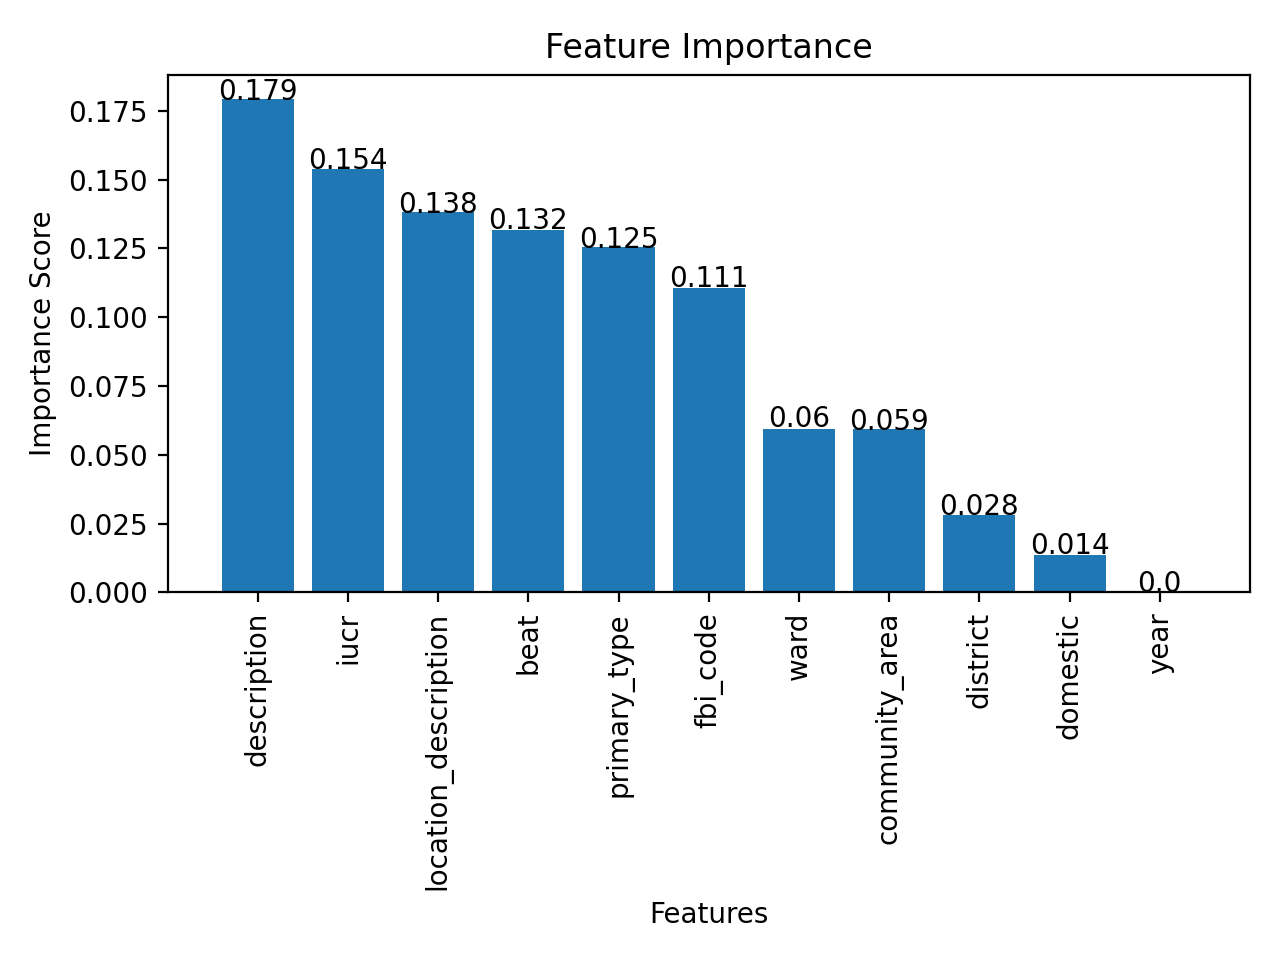 Feature Importance
Importance Score
0.175
0.150
0.125
0.100
0.075
0.050
0.025
0.000
0.179
0.154
0.138
0.132
0.125
0.111
0.06
0.059
0.028
0.014
0.0
description
iucr
location_description
beat
primary_type
fbi_code
ward
community_area
district
domestic
year
Features